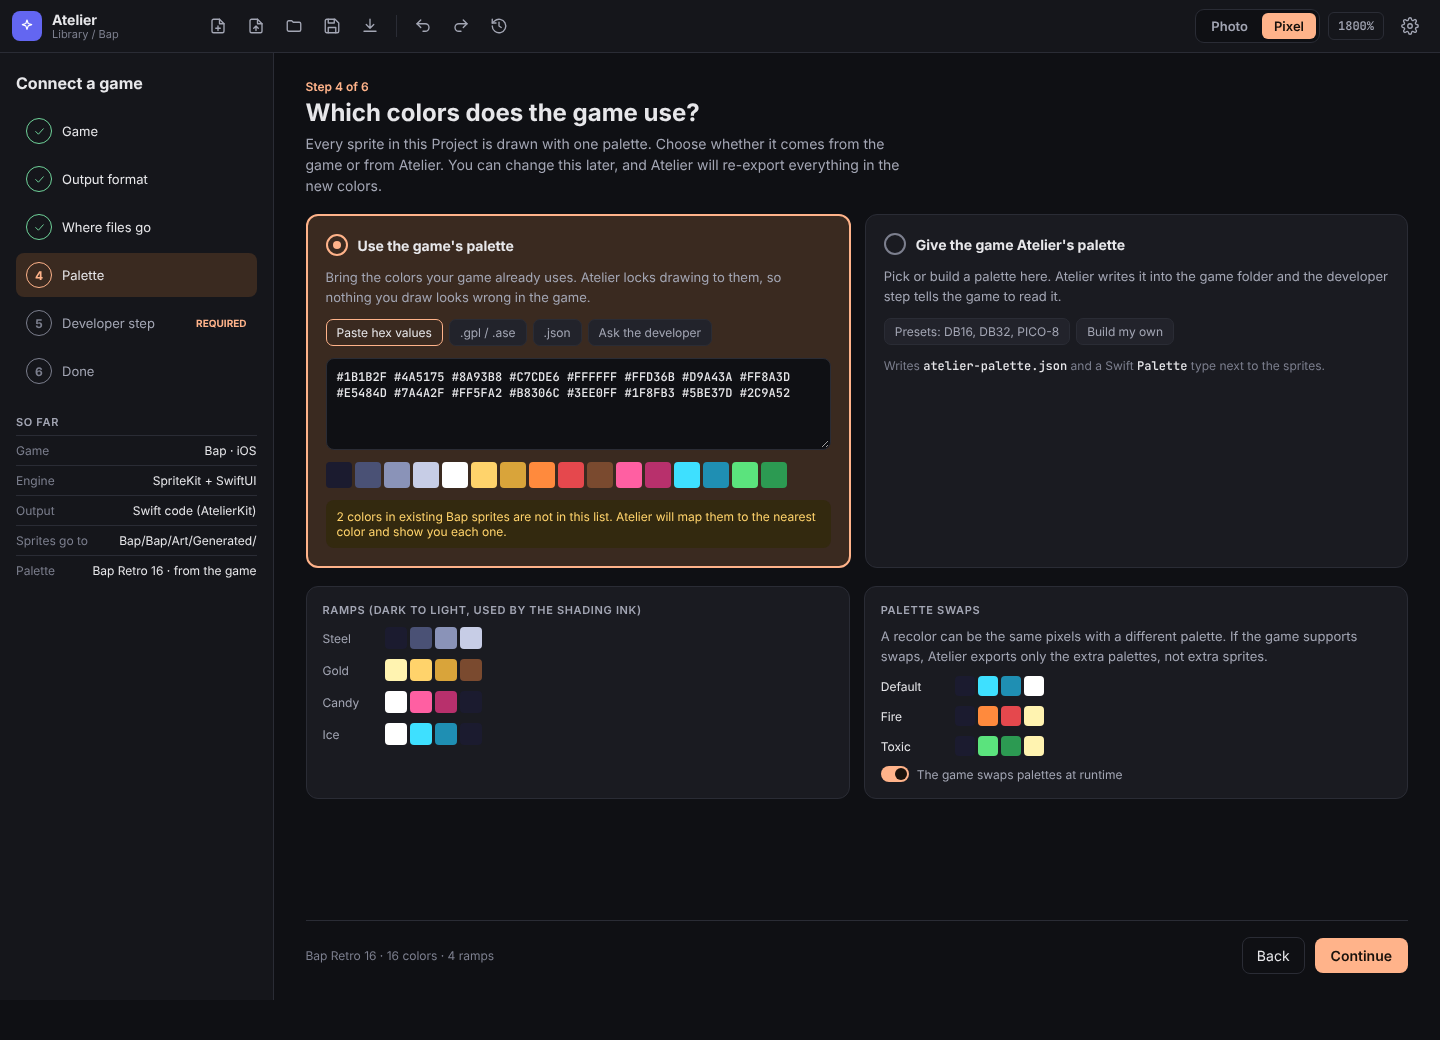 Atelier
Library / Bap
Photo
Pixel
1800%
Connect a game
Game
Output format
Where files go
4
Palette
5
Developer step
REQUIRED
6
Done
SO FAR
Game
Bap · iOS
Engine
SpriteKit + SwiftUI
Output
Swift code (AtelierKit)
Sprites go to
Bap/Bap/Art/Generated/
Palette
Bap Retro 16 · from the game
Step 4 of 6
Which colors does the game use?
Every sprite in this Project is drawn with one palette. Choose whether it comes from the
game or from Atelier. You can change this later, and Atelier will re-export everything in the
new colors.
Use the game's palette
Bring the colors your game already uses. Atelier locks drawing to them, so
nothing you draw looks wrong in the game.
Paste hex values
.gpl / .ase
.json
Ask the developer
#1B1B2F #4A5175 #8A93B8 #C7CDE6 #FFFFFF #FFD36B #D9A43A #FF8A3D
#E5484D #7A4A2F #FF5FA2 #B8306C #3EE0FF #1F8FB3 #5BE37D #2C9A52
2 colors in existing Bap sprites are not in this list. Atelier will map them to the nearest
color and show you each one.
Give the game Atelier's palette
Pick or build a palette here. Atelier writes it into the game folder and the developer
step tells the game to read it.
Presets: DB16, DB32, PICO-8
Build my own
Writes atelier-palette.json and a Swift Palette type next to the sprites.
RAMPS (DARK TO LIGHT, USED BY THE SHADING INK)
Steel
Gold
Candy
Ice
PALETTE SWAPS
A recolor can be the same pixels with a different palette. If the game supports
swaps, Atelier exports only the extra palettes, not extra sprites.
Default
Fire
Toxic
The game swaps palettes at runtime
Bap Retro 16 · 16 colors · 4 ramps
Back
Continue